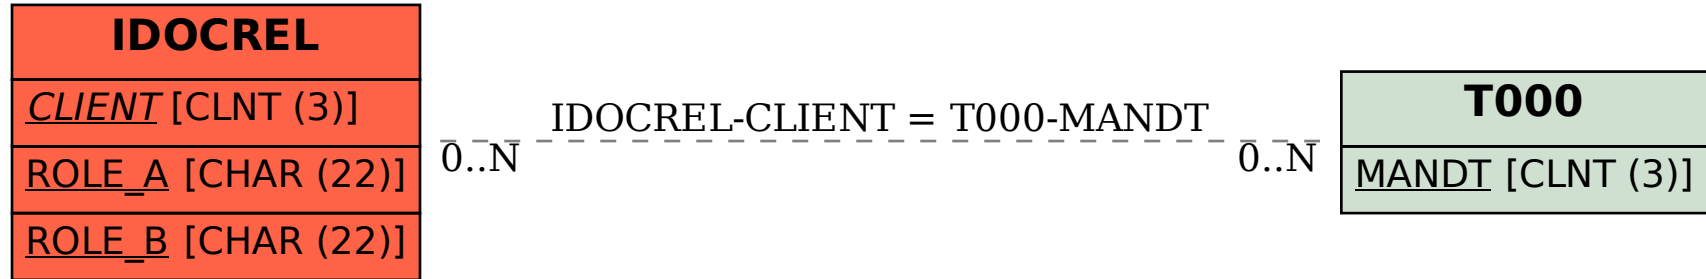 IDOCREL
CLIENT [CLNT (3)]
ROLE_A [CHAR (22)]
ROLE_B [CHAR (22)]
IDOCREL-CLIENT = T000-MANDT
0..N
0..N
T000
MANDT [CLNT (3)]